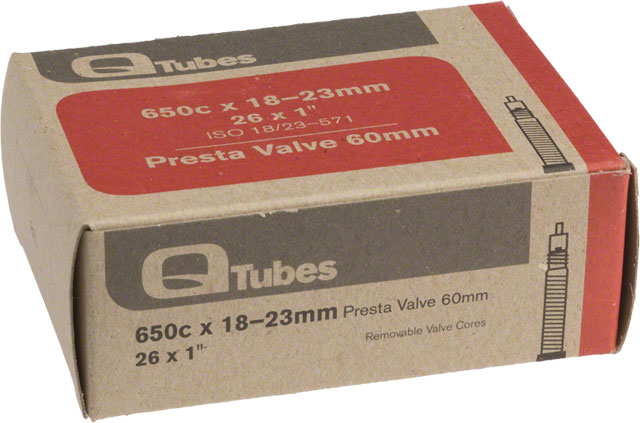 Q Tubes
650c x 18–23mm
26 x 1"
ISO 18/23-571
Presta Valve 60mm
Q Tubes
650c x 18–23mm Presta Valve 60mm
26 x 1"
Removable Valve Cores